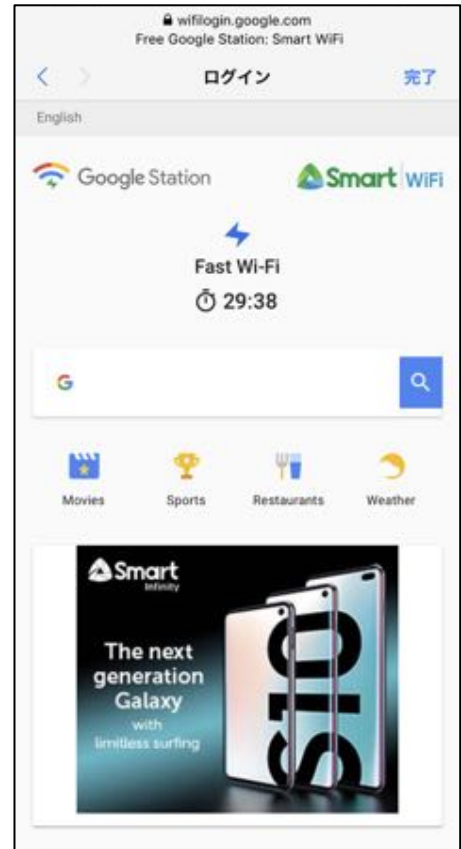 wifilogin.google.com
Free Google Station: Smart WiFi
ログイン
完了
English
Google Station
Smart WiFi
Fast Wi-Fi
29:38
G
Movies
Sports
Restaurants
Weather
Smart
Infinity
The next
generation
Galaxy
with
limitless surfing
S10